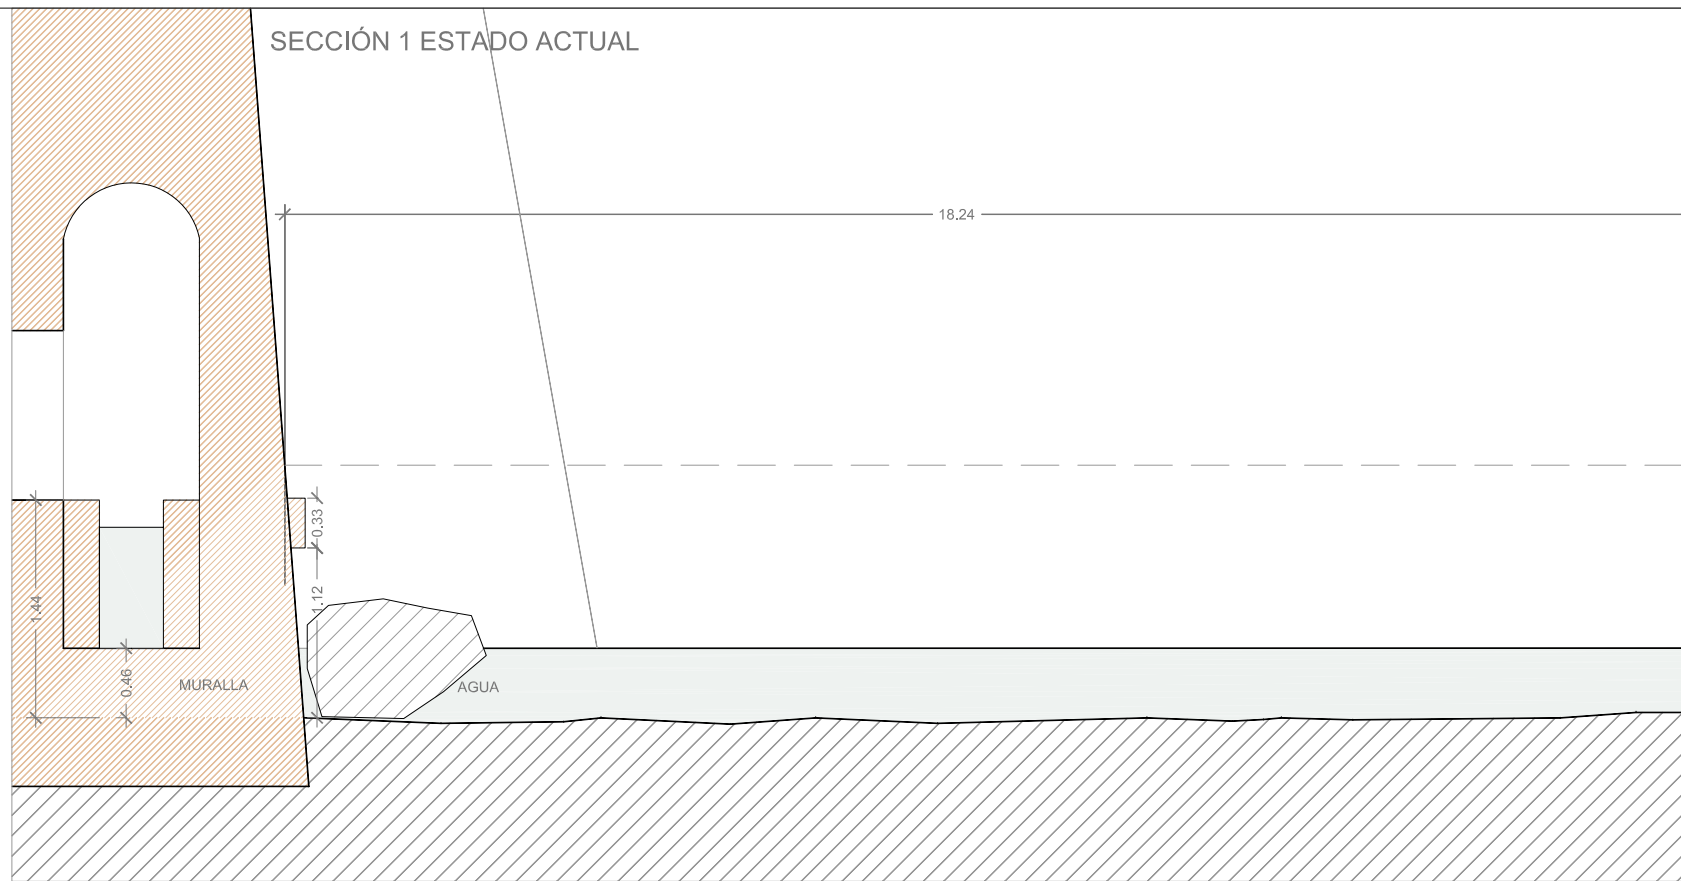 SECCIÓN 1 ESTADO ACTUAL
18.24
0.33
1.12
1.44
0.46
MURALLA
AGUA